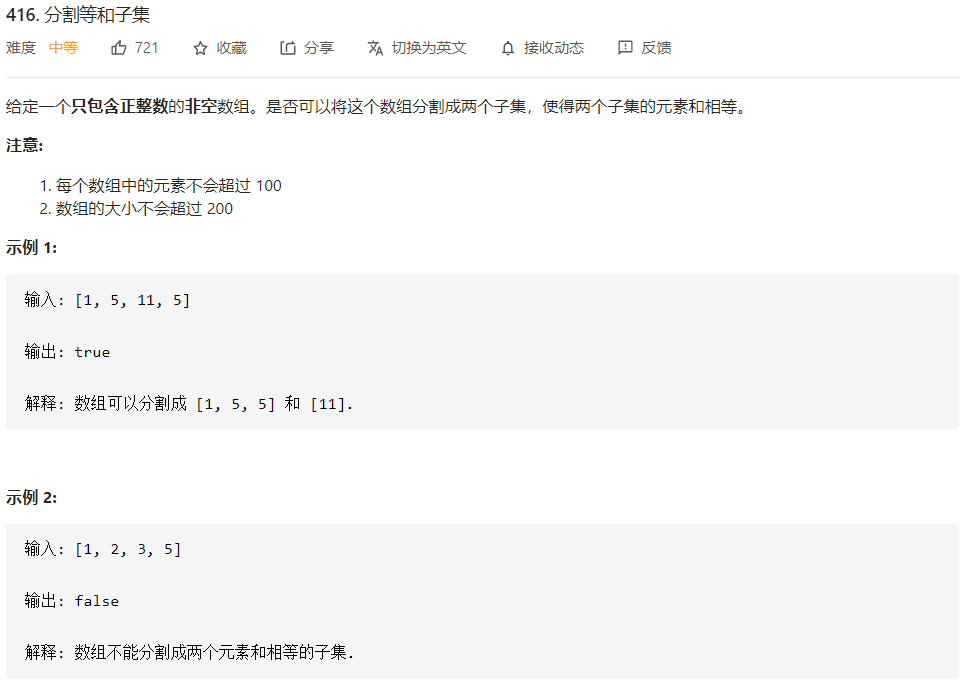 416. 分割等和子集
难度 中等 721 收藏 分享 切换为英文 接收动态 反馈
给定一个只包含正整数的非空数组。是否可以将这个数组分割成两个子集，使得两个子集的元素和相等。
注意:
1. 每个数组中的元素不会超过 100
2. 数组的大小不会超过 200
示例 1:
输入: [1, 5, 11, 5]
输出: true
解释: 数组可以分割成 [1, 5, 5] 和 [11].
示例 2:
输入: [1, 2, 3, 5]
输出: false
解释: 数组不能分割成两个元素和相等的子集.